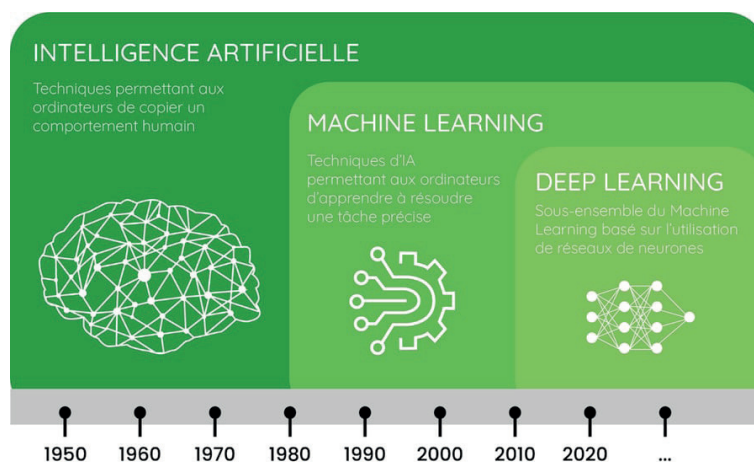 INTELLIGENCE ARTIFICIELLE
Techniques permettant aux
ordinateurs de copier un
comportement humain
MACHINE LEARNING
Techniques d'IA
permettant aux ordinateurs
d'apprendre à résoudre
une tâche précise
DEEP LEARNING
Sous-ensemble du Machine
Learning basé sur l'utilisation
de réseaux de neurones
1950 1960 1970 1980 1990 2000 2010 2020 ...